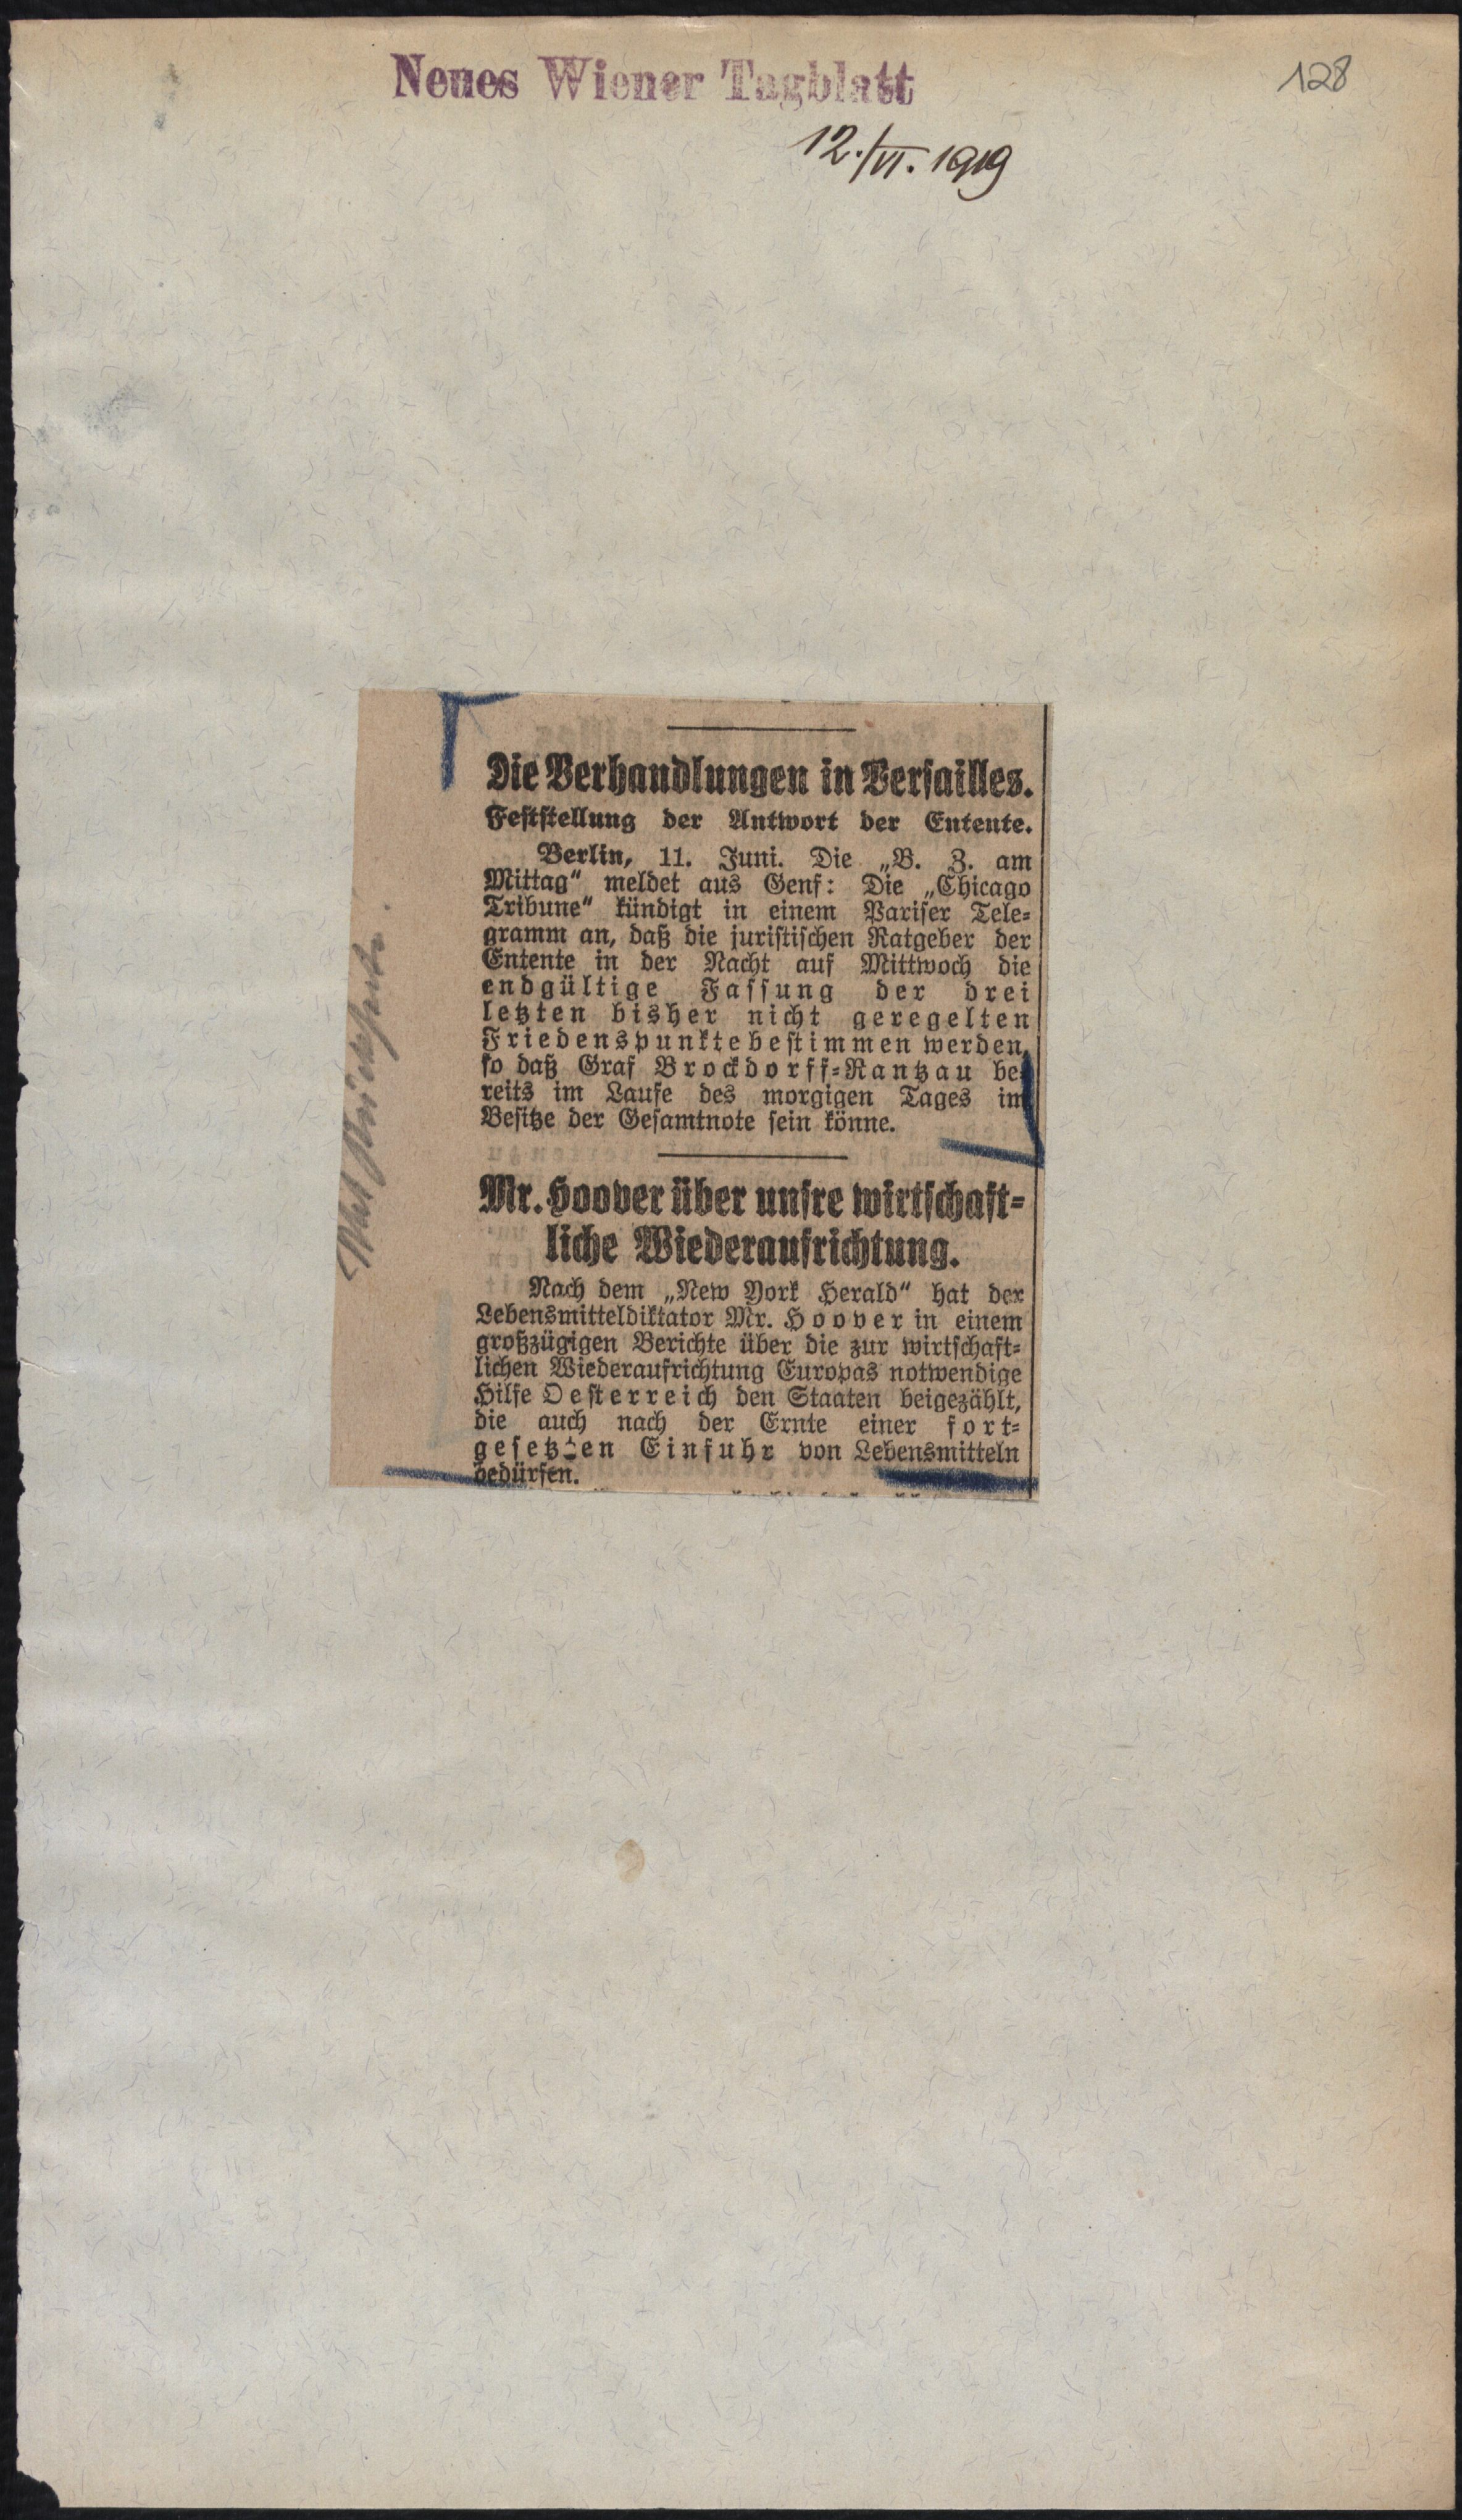 Neues Wiener Tagblatt
128
12./VI. 1919
Die Verhandlungen in Versailles.
Feststellung der Antwort der Entente.
Berlin, 11. Juni. Die „B. Z. am
Mittag“ meldet aus Genf: Die „Chicago
Tribune“ kündigt in einem Pariser Tele-
gramm an, daß die juristischen Ratgeber der
Entente in der Nacht auf Mittwoch die
endgültige Fassung der drei
letzten bisher nicht geregelten
Friedenspunkte bestimmen werden,
so daß Graf Brockdorff-Rantzau be-
reits im Laufe des morgigen Tages im
Besitze der Gesamtnote sein könne.
Mr. Hoover über unsre wirtschaft-
liche Wiederaufrichtung.
Nach dem „New York Herald“ hat der
Lebensmitteldiktator Mr. Hoover in einem
großzügigen Berichte über die zur wirtschaft-
lichen Wiederaufrichtung Europas notwendige
Hilfe Oesterreich den Staaten beigezählt,
die auch nach der Ernte einer fort-
gesetzten Einfuhr von Lebensmitteln
bedürfen.